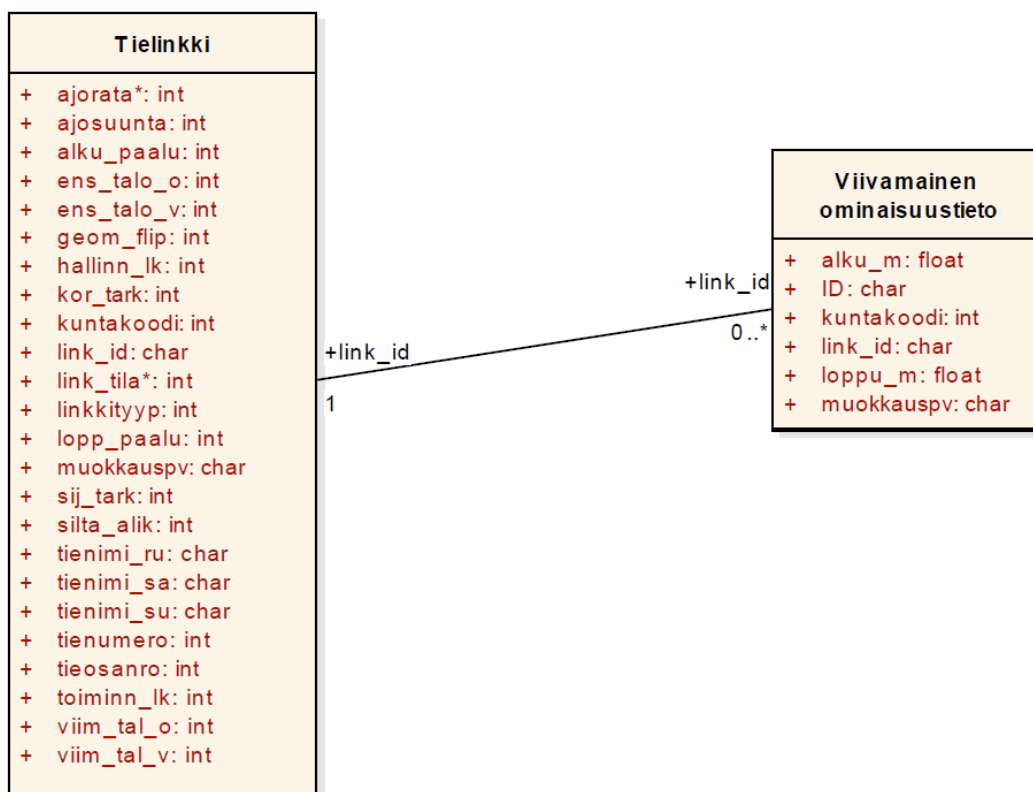 Tielinkki
+ ajorata*: int
+ ajosuunta: int
+ alku_paalu: int
+ ens_talo_o: int
+ ens_talo_v: int
+ geom_flip: int
+ hallinn_lk: int
+ kor_tark: int
+ kuntakoodi: int
+ link_id: char
+ link_tila*: int
+ linkkityyp: int
+ lopp_paalu: int
+ muokkauspv: char
+ sij_tark: int
+ silta_alik: int
+ tienimi_ru: char
+ tienimi_sa: char
+ tienimi_su: char
+ tienumero: int
+ tieosanro: int
+ toiminn_lk: int
+ viim_tal_o: int
+ viim_tal_v: int
+link_id
1
+link_id
0..*
Viivamainen
ominaisuustieto
+ alku_m: float
+ ID: char
+ kuntakoodi: int
+ link_id: char
+ loppu_m: float
+ muokkauspv: char